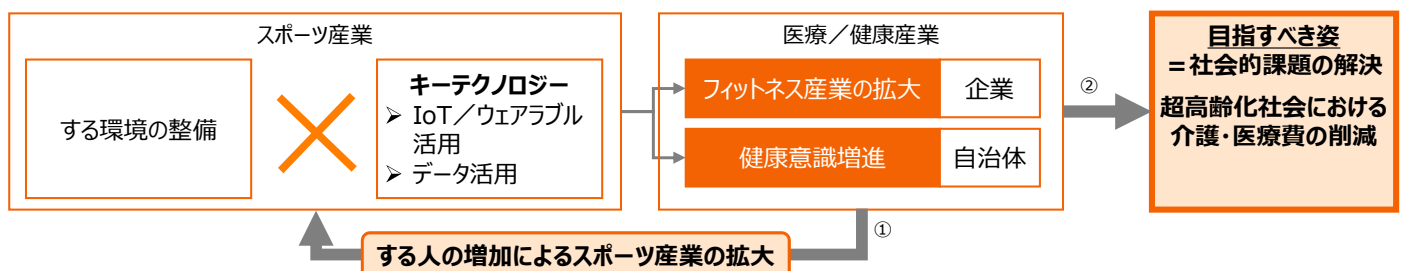 スポーツ産業
する環境の整備
キーテクノロジー
➢ IoT／ウェアラブル
活用
➢ データ活用
医療／健康産業
フィットネス産業の拡大
企業
健康意識増進
自治体
②
目指すべき姿
＝社会的課題の解決
超高齢化社会における
介護・医療費の削減
①
する人の増加によるスポーツ産業の拡大